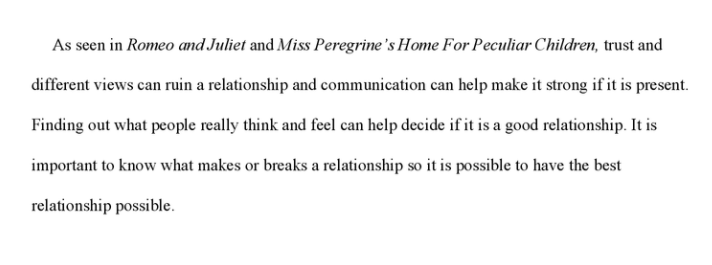 As seen in Romeo and Juliet and Miss Peregrine's Home For Peculiar Children, trust and
different views can ruin a relationship and communication can help make it strong if it is present.
Finding out what people really think and feel can help decide if it is a good relationship. It is
important to know what makes or breaks a relationship so it is possible to have the best
relationship possible.